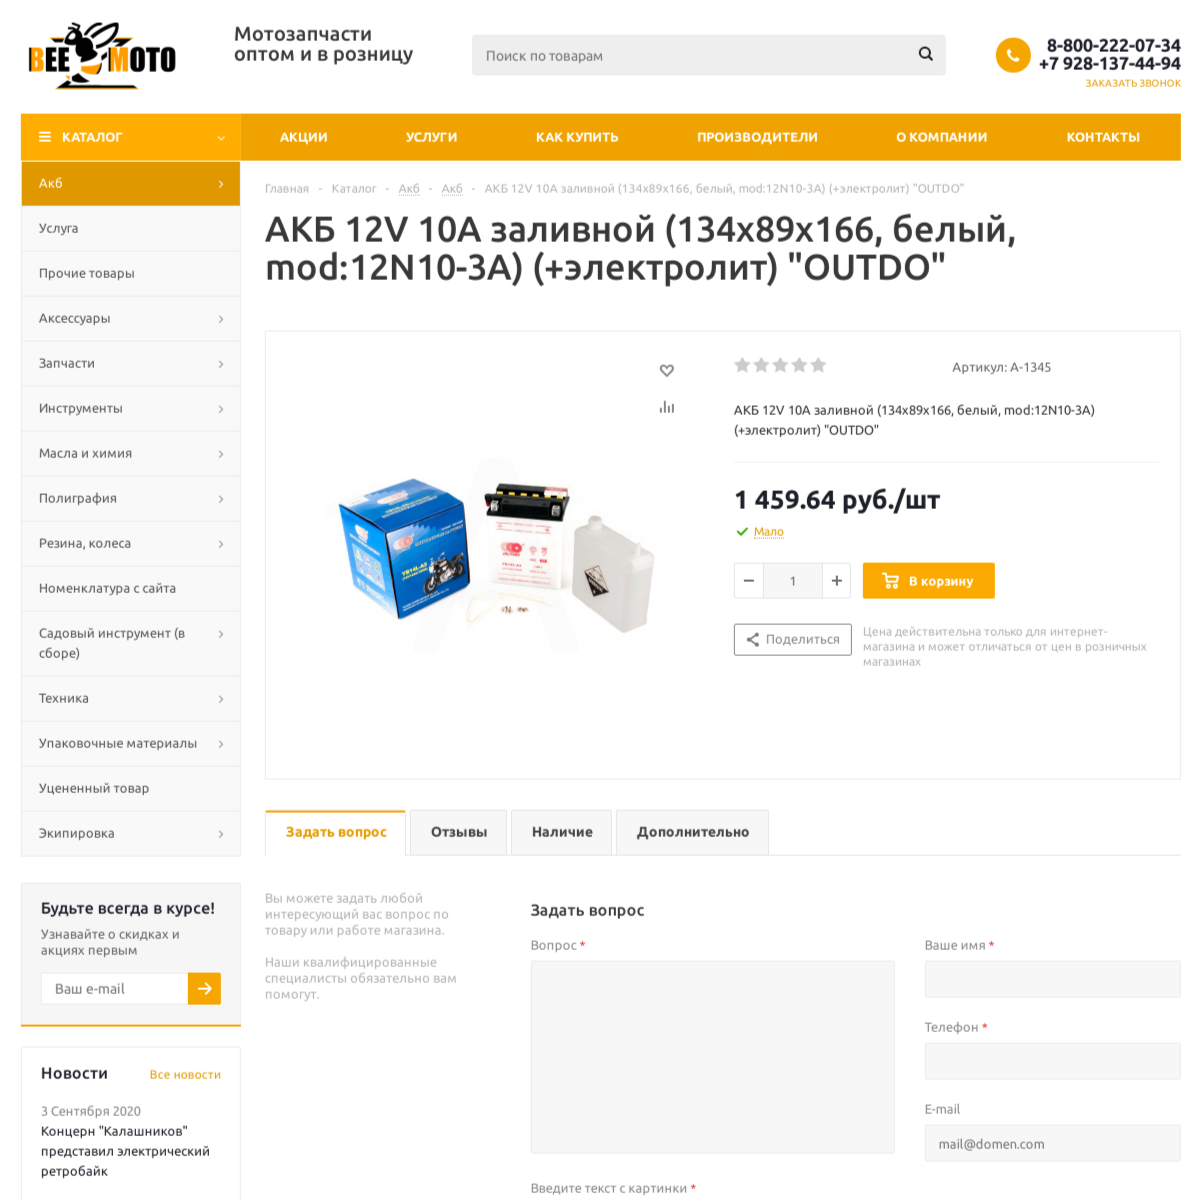 BEE MOTO
Мотозапчасти
оптом и в розницу
Поиск по товарам
8-800-222-07-34
+7 928-137-44-94
ЗАКАЗАТЬ ЗВОНОК
КАТАЛОГ
АКЦИИ
УСЛУГИ
КАК КУПИТЬ
ПРОИЗВОДИТЕЛИ
О КОМПАНИИ
КОНТАКТЫ
Акб
Услуга
Прочие товары
Аксессуары
Запчасти
Инструменты
Масла и химия
Полиграфия
Резина, колеса
Номенклатура с сайта
Садовый инструмент (в
сборе)
Техника
Упаковочные материалы
Уцененный товар
Экипировка
Будьте всегда в курсе!
Узнавайте о скидках и
акциях первым
Ваш e-mail
Новости
Все новости
3 Сентября 2020
Концерн "Калашников"
представил электрический
ретробайк
Главная - Каталог - Акб - Акб - АКБ 12V 10А заливной (134x89x166, белый, mod:12N10-3A) (+электролит) "OUTDO"
АКБ 12V 10А заливной (134x89x166, белый,
mod:12N10-3A) (+электролит) "OUTDO"
Артикул: А-1345
АКБ 12V 10А заливной (134x89x166, белый, mod:12N10-3A)
(+электролит) "OUTDO"
1 459.64 руб./шт
Мало
1
В корзину
Поделиться
Цена действительна только для интернет-
магазина и может отличаться от цен в розничных
магазинах
Задать вопрос
Отзывы
Наличие
Дополнительно
Вы можете задать любой
интересующий вас вопрос по
товару или работе магазина.
Наши квалифицированные
специалисты обязательно вам
помогут.
Задать вопрос
Вопрос *
Ваше имя *
Телефон *
E-mail
mail@domen.com
Введите текст с картинки *